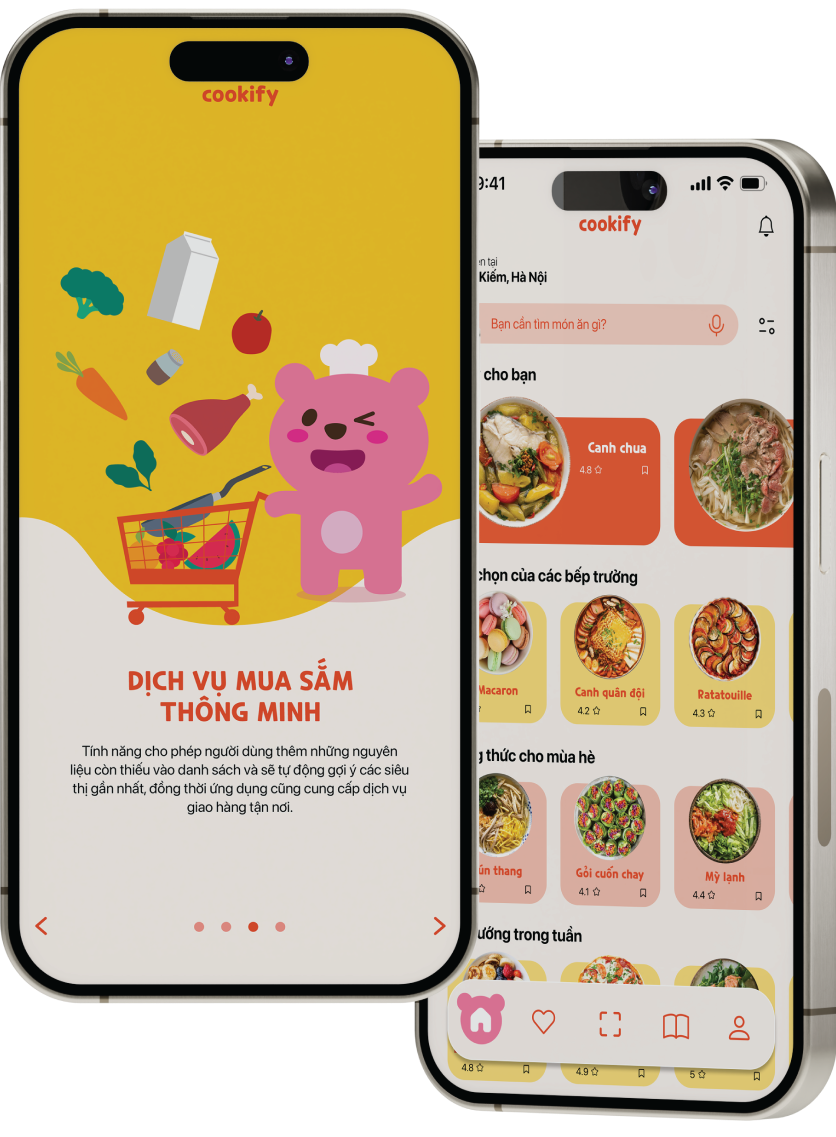 cookify
DỊCH VỤ MUA SẮM
THÔNG MINH
Tính năng cho phép người dùng thêm những nguyên
liệu còn thiếu vào danh sách và sẽ tự động gợi ý các siêu
thị gần nhất, đồng thời ứng dụng cũng cung cấp dịch vụ
giao hàng tận nơi.
9:41
cookify
tại
Kiếm, Hà Nội
Bạn cần tìm món ăn gì?
cho bạn
Canh chua
4.8
chọn của các bếp trưởng
Macaron
Canh quân đội
4.2
Ratatouille
4.3
thức cho mùa hè
thang
Gỏi cuốn chay
4.1
Mỳ lạnh
4.4
trong tuần
4.8
4.9
5